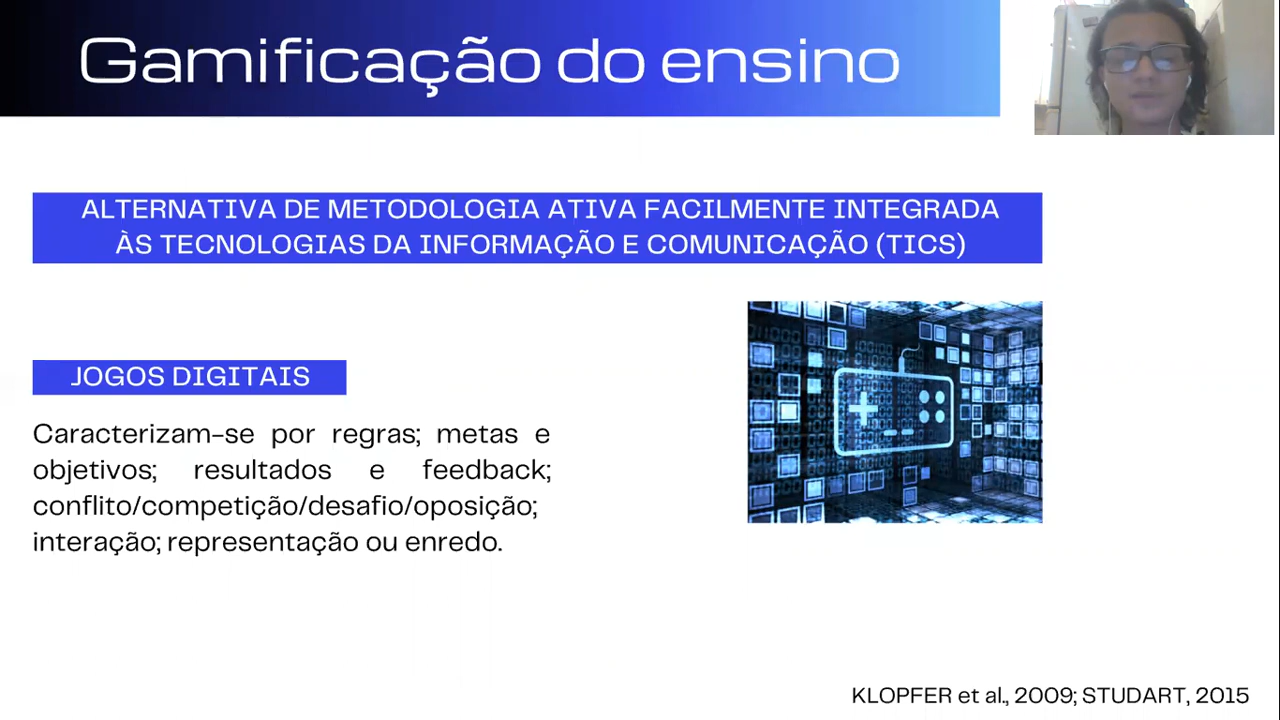 Gamificação do ensino
ALTERNATIVA DE METODOLOGIA ATIVA FACILMENTE INTEGRADA
ÀS TECNOLOGIAS DA INFORMAÇÃO E COMUNICAÇÃO (TICS)
JOGOS DIGITAIS
Caracterizam-se por regras; metas e
objetivos; resultados e feedback;
conflito/competição/desafio/oposição;
interação; representação ou enredo.
KLOPFER et al., 2009; STUDART, 2015